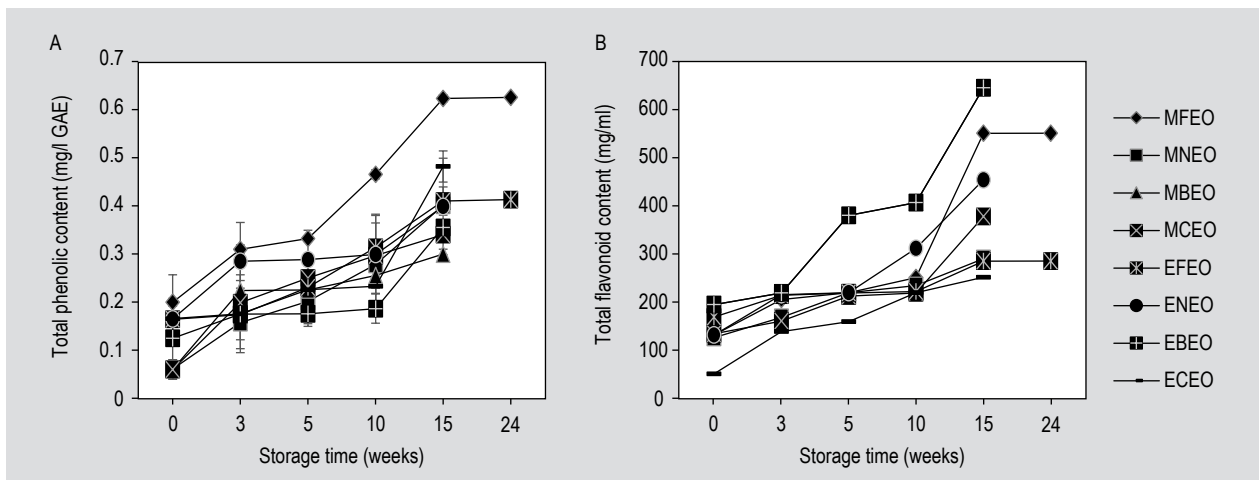 A
Total phenolic content (mg/l GAE)
0.7
0.6
0.5
0.4
0.3
0.2
0.1
0
0 3 5 10 15 24
Storage time (weeks)
B
Total flavonoid content (mg/ml)
700
600
500
400
300
200
100
0
0 3 5 10 15 24
Storage time (weeks)
MFEO
MNEO
MBEO
MCEO
EFEO
ENEO
EBEO
ECEO